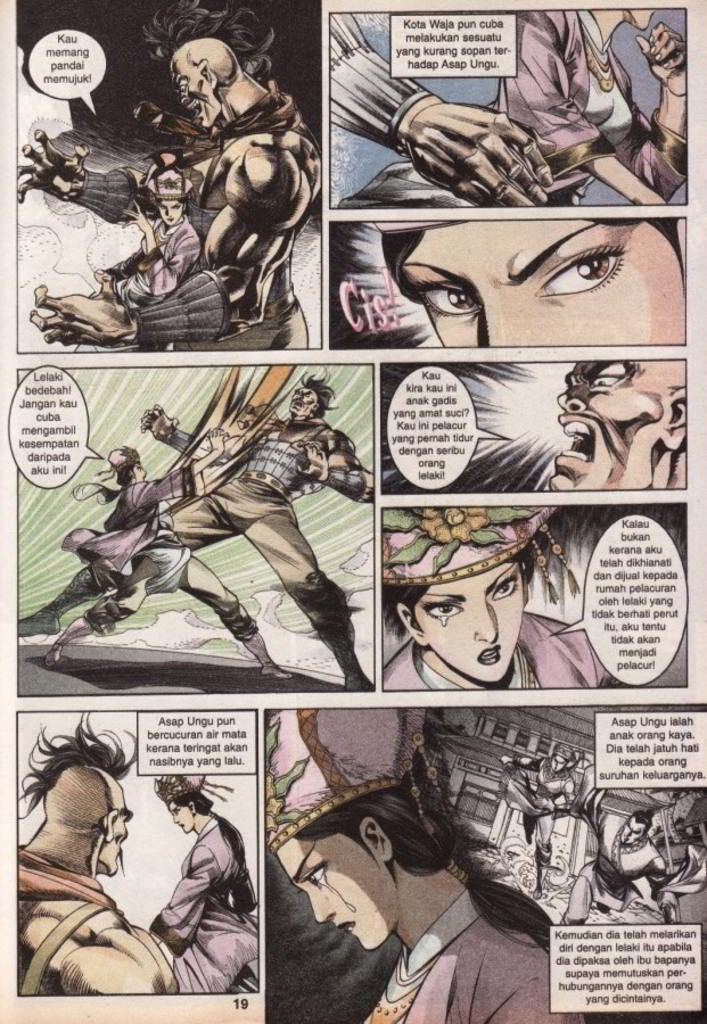 Kau
memang
pandai
memujuk!
Kota Waja pun cuba
melakukan sesuatu
yang kurang sopan ter-
hadap Asap Ungu.
Cis!
Lelaki
bedebah!
Jangan kau
cuba
mengambil
kesempatan
daripada
aku ini!
Kau
kira kau ini
anak gadis
yang amat suci?
Kau ini pelacur
yang pernah tidur
dengan seribu
orang
lelaki!
Kalau
bukan
kerana aku
telah dikhianati
dan dijual kepada
rumah pelacuran
oleh lelaki yang
tidak berhati perut
itu, aku tentu
tidak akan
menjadi
pelacur!
Asap Ungu pun
bercucuran air mata
kerana teringat akan
nasibnya yang lalu.
Asap Ungu ialah
anak orang kaya.
Dia telah jatuh hati
kepada orang
suruhan keluarganya.
Kemudian dia telah melarikan
diri dengan lelaki itu apabila
dia dipaksa oleh ibu bapanya
supaya memutuskan per-
hubungannya dengan orang
yang dicintainya.
19